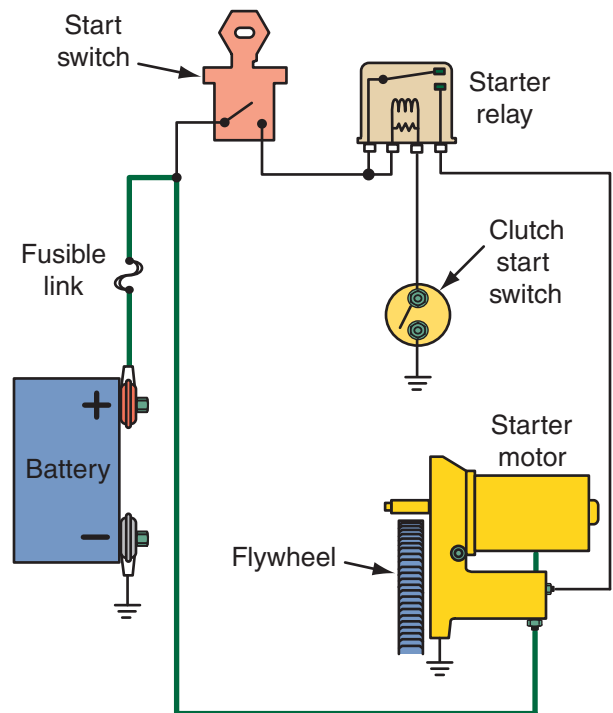 Start
switch
Starter
relay
Fusible
link
Clutch
start
switch
+
Battery
−
Starter
motor
Flywheel